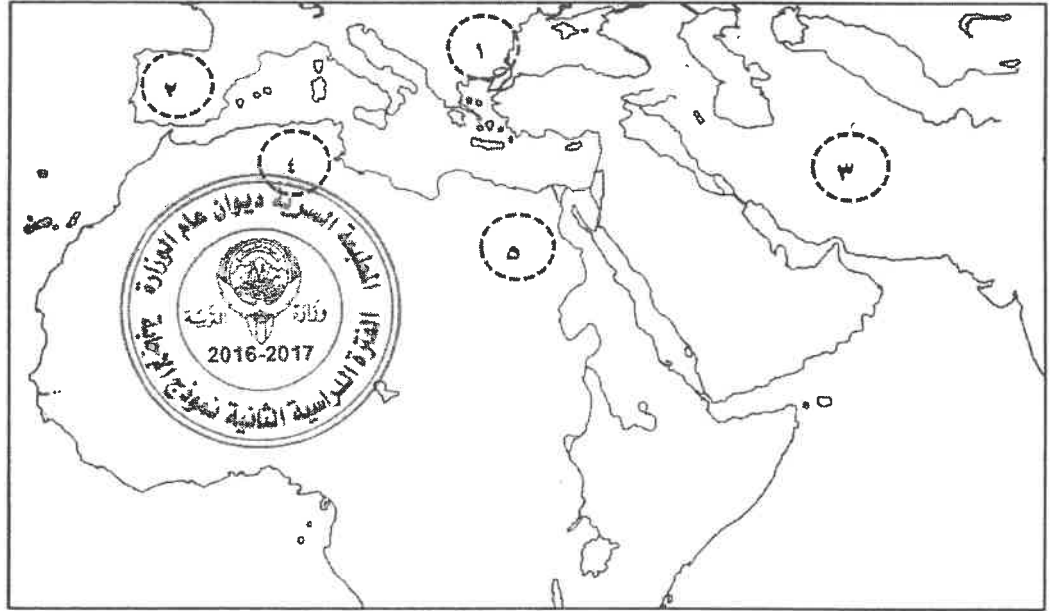 ١
٢
٣
٤
٥
المطبعة السرية ديوان عام الوزارة
وزارة التربية
2016-2017
الفترة الدراسية الثانية نموذج الإجابة